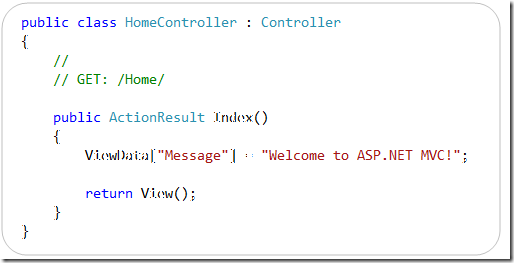 public class HomeController : Controller
{
    //
    // GET: /Home/

    public ActionResult Index()
    {
        ViewData["Message"] = "Welcome to ASP.NET MVC!";

        return View();
    }
}